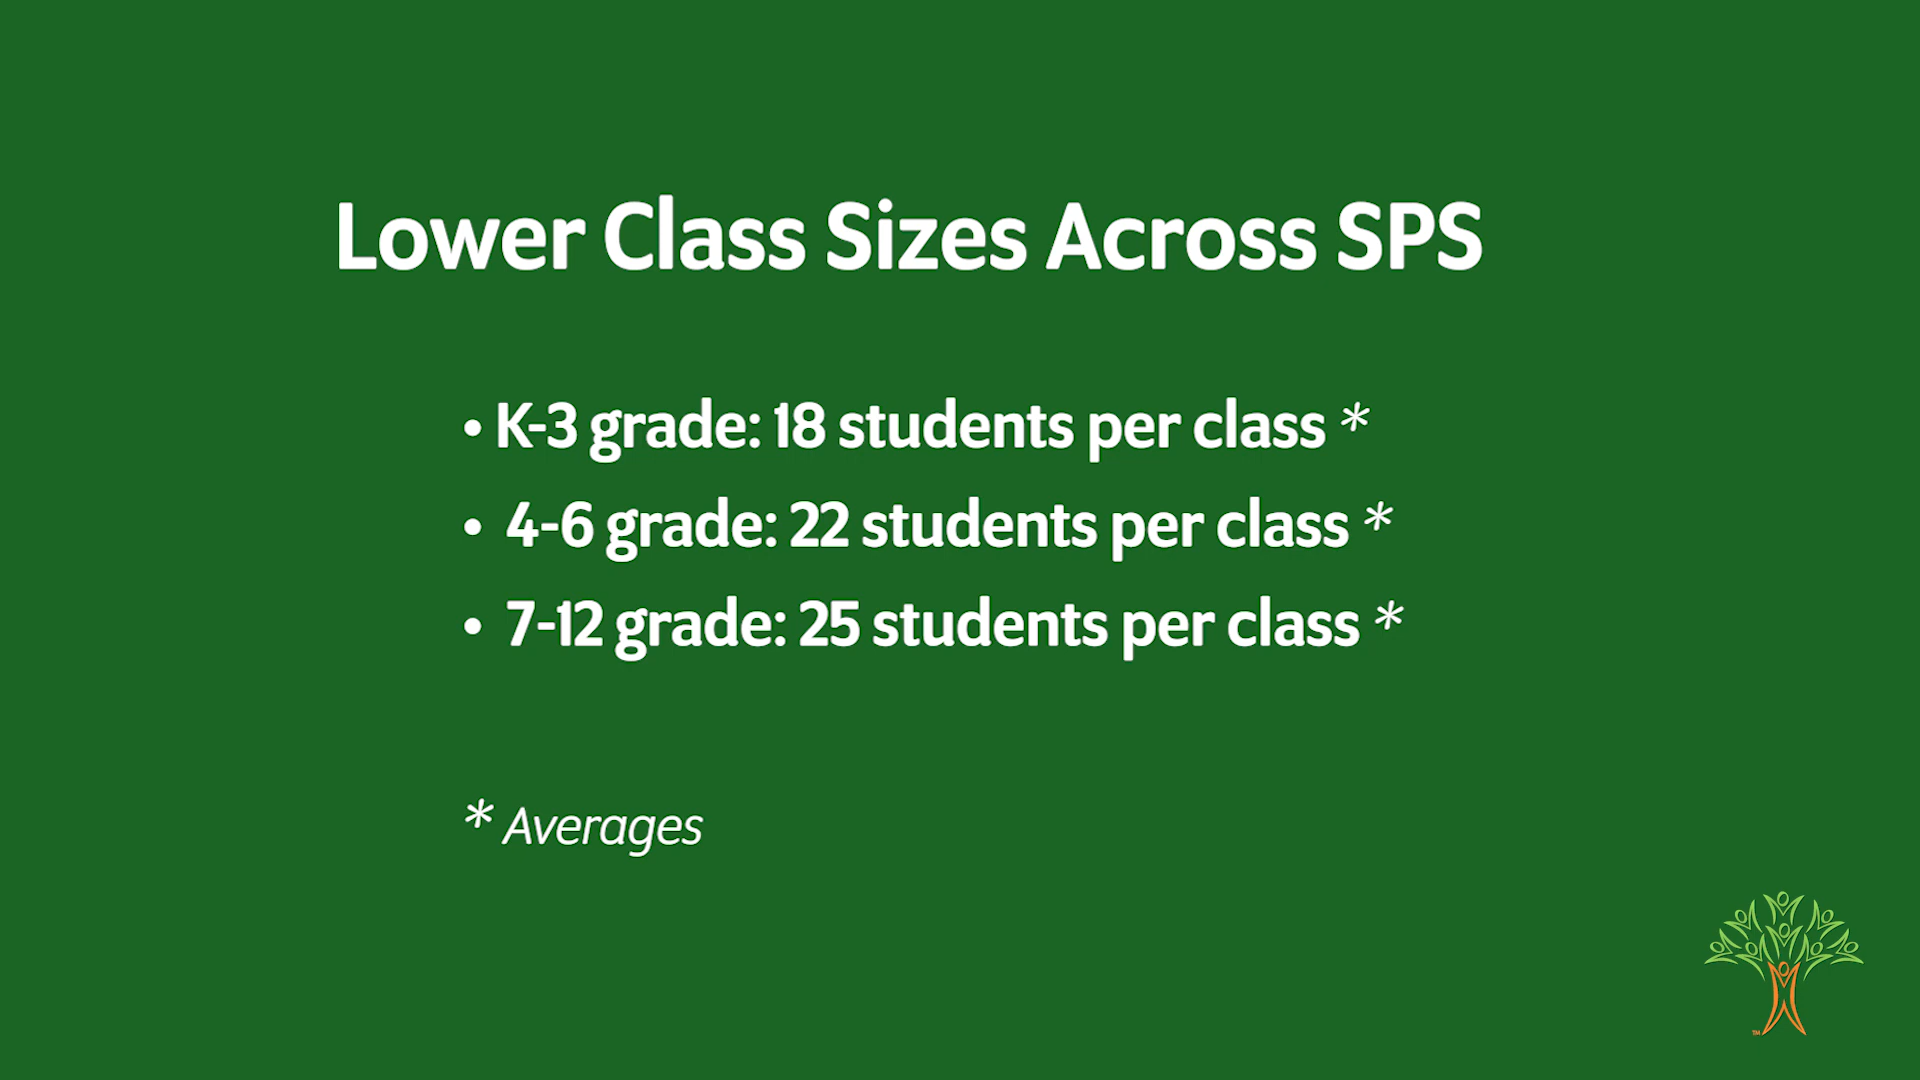 Lower Class Sizes Across SPS
• K-3 grade: 18 students per class *
• 4-6 grade: 22 students per class *
• 7-12 grade: 25 students per class *
* Averages
TM